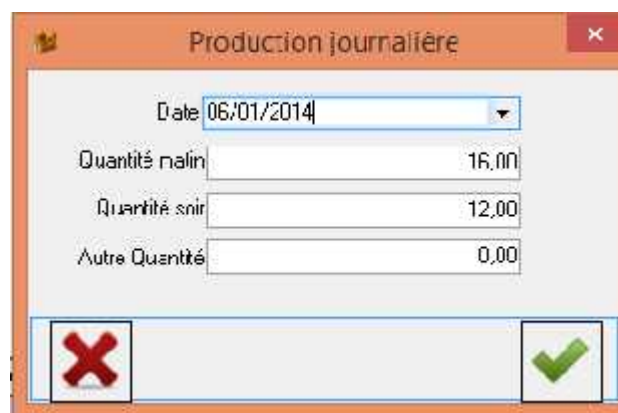 Production journalière
Date 06/01/2014
Quantité matin 16,00
Quantité soir 12,00
Autre Quantité 0,00